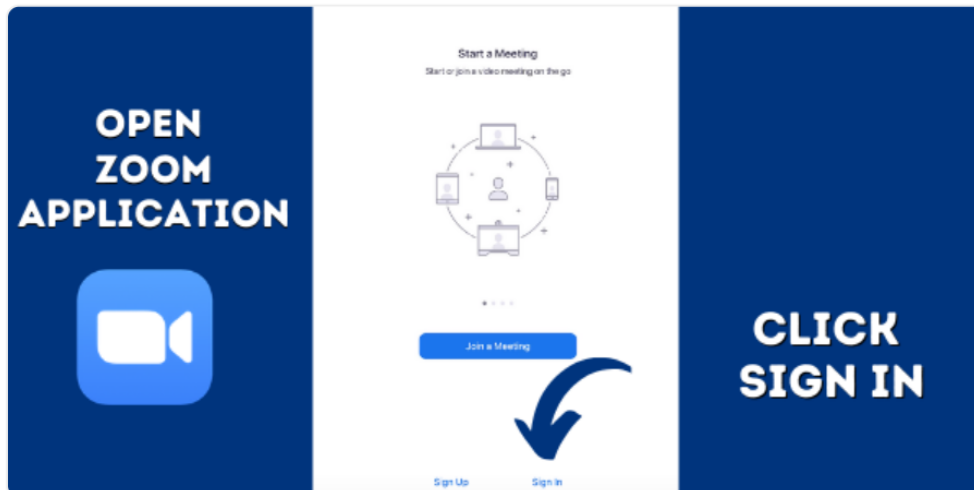 OPEN
ZOOM
APPLICATION
Start a Meeting
Start or join a video meeting on the go
Join a Meeting
Sign Up
Sign In
CLICK
SIGN IN